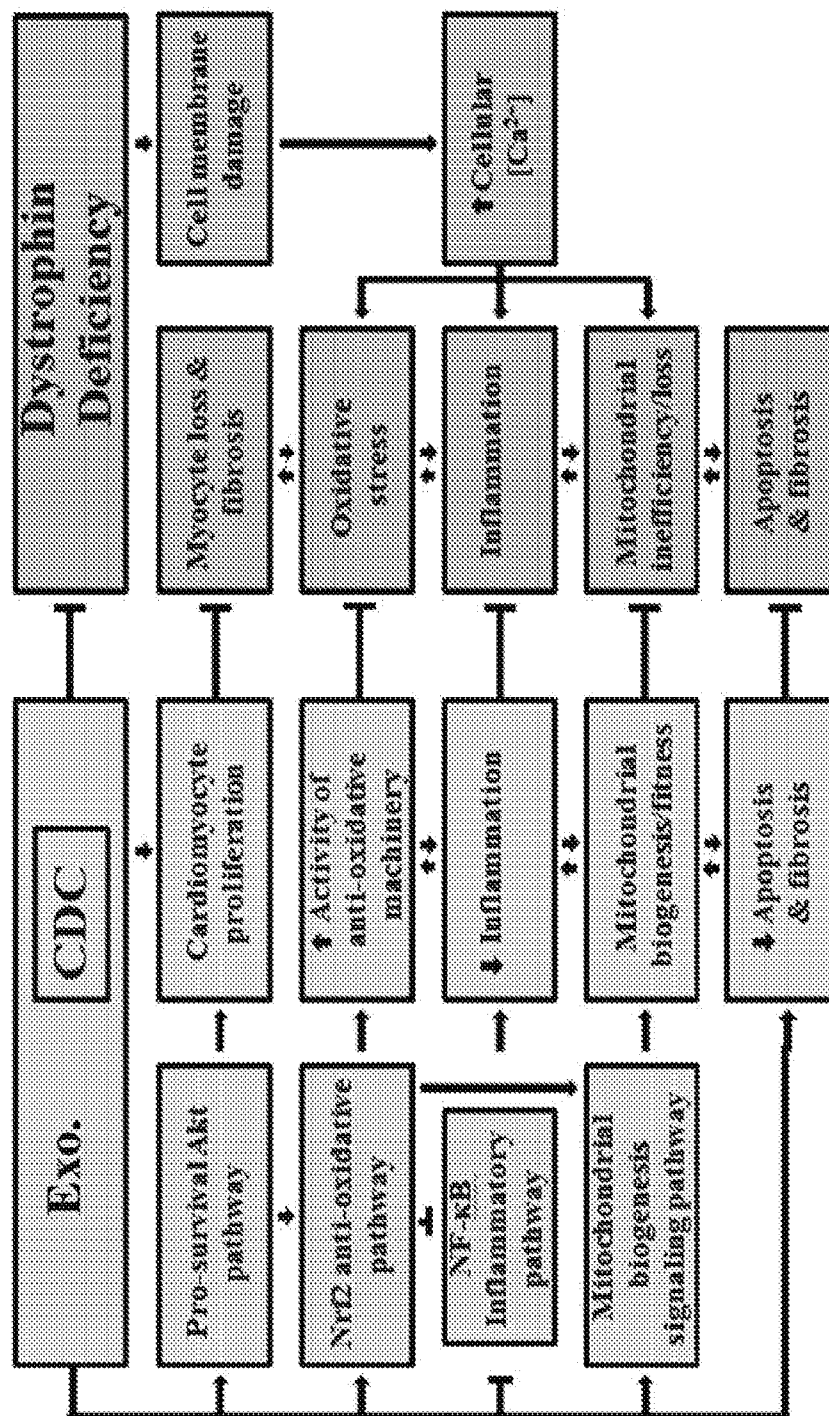 Exo.
CDC
Dystrophin
Deficiency
Pro-survival Akt
pathway
Cardiomyocyte
proliferation
Myocyte loss &
fibrosis
Cell membrane
damage
Nrf2 anti-oxidative
pathway
⬆ Activity of
anti-oxidative
machinery
Oxidative
stress
NF-κB
Inflammatory
pathway
⬇ Inflammation
Inflammation
⬆ Cellular
[Ca²⁺]
Mitochondrial
biogenesis
signaling pathway
Mitochondrial
biogenesis/fitness
Mitochondrial
inefficiency/loss
⬇ Apoptosis
& fibrosis
Apoptosis
& fibrosis